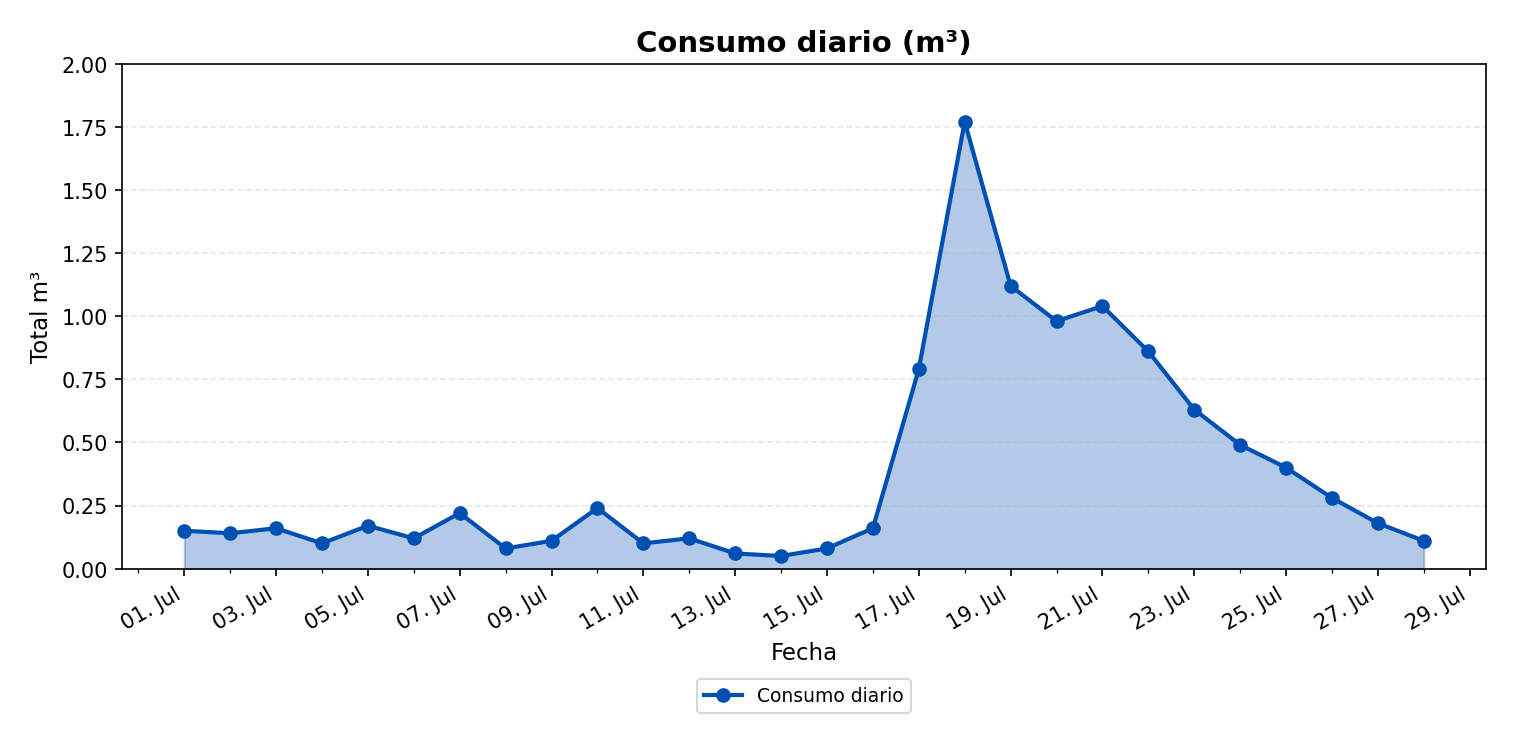 Consumo diario (m³)
2.00
1.75
1.50
1.25
1.00
0.75
0.50
0.25
0.00
Total m³
01. Jul
03. Jul
05. Jul
07. Jul
09. Jul
11. Jul
13. Jul
15. Jul
17. Jul
19. Jul
21. Jul
23. Jul
25. Jul
27. Jul
29. Jul
Fecha
Consumo diario